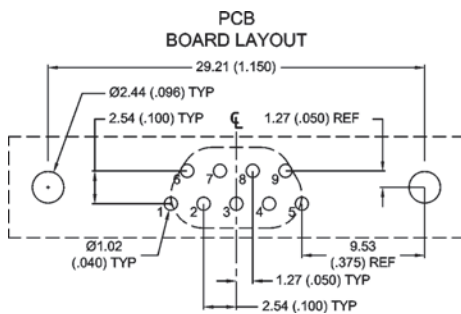 PCB
BOARD LAYOUT
29.21 (1.150)
Ø2.44 (.096) TYP
2.54 (.100) TYP
℄
1.27 (.050) REF
6 7 8 9
1 2 3 4 5
Ø1.02
(.040) TYP
9.53
(.375) REF
1.27 (.050) TYP
2.54 (.100) TYP